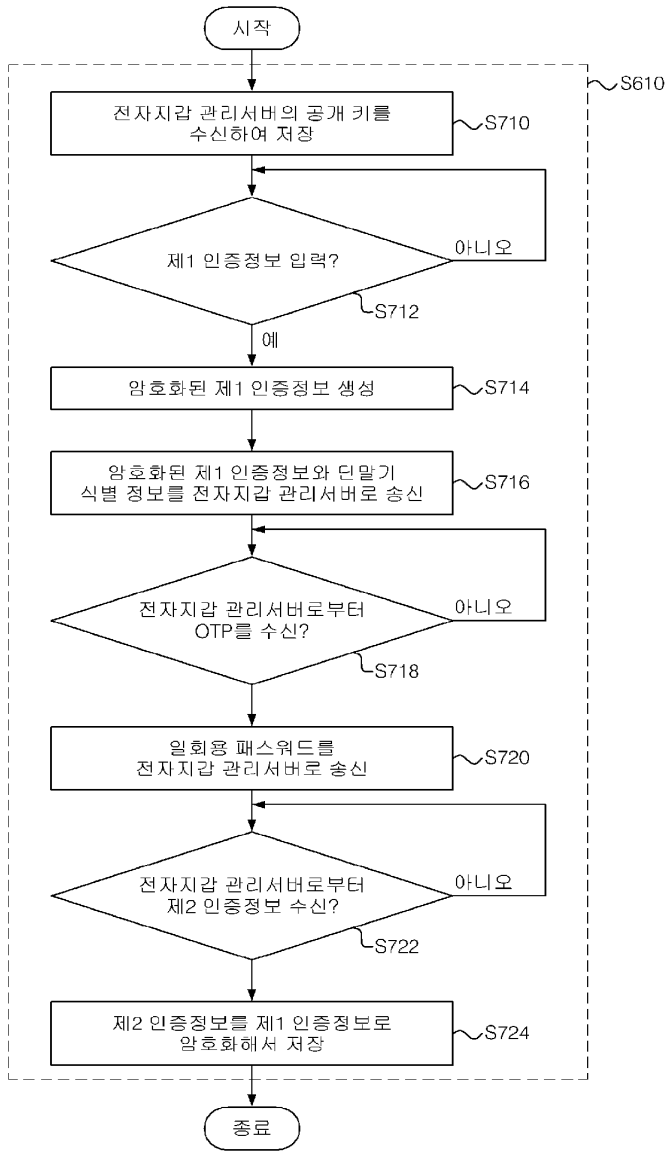 시작
S610
전자지갑 관리서버의 공개 키를
수신하여 저장
S710
아니오
제1 인증정보 입력?
S712
예
암호화된 제1 인증정보 생성
S714
암호화된 제1 인증정보와 단말기
식별 정보를 전자지갑 관리서버로 송신
S716
아니오
전자지갑 관리서버로부터
OTP를 수신?
S718
일회용 패스워드를
전자지갑 관리서버로 송신
S720
아니오
전자지갑 관리서버로부터
제2 인증정보 수신?
S722
제2 인증정보를 제1 인증정보로
암호화해서 저장
S724
종료